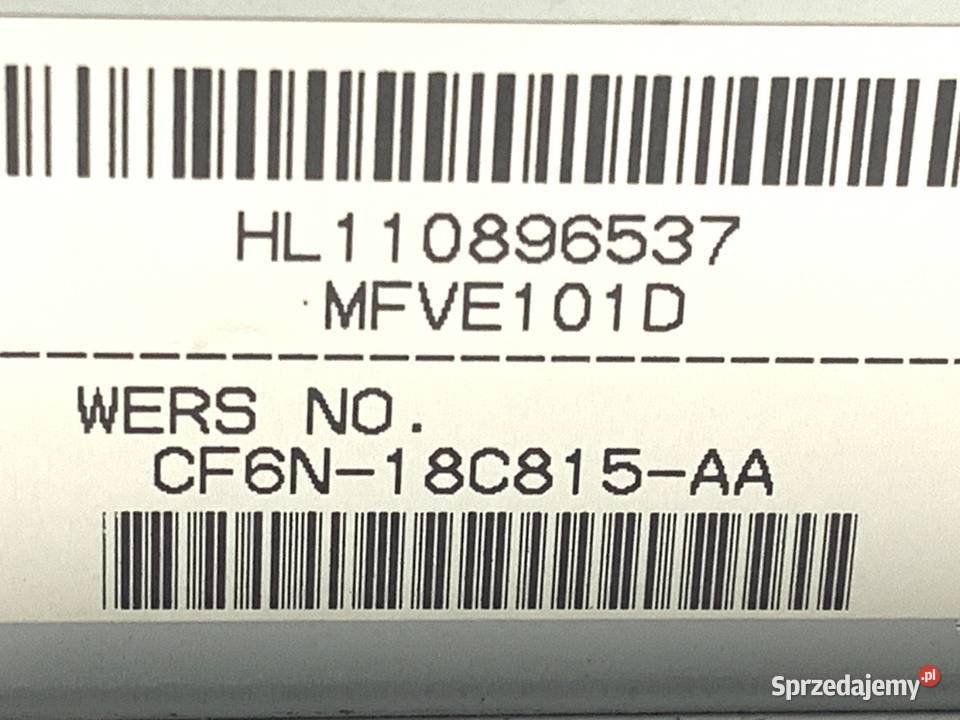 HL110896537
MFVE101D
WERS NO.
CF6N-18C815-AA
Sprzedajemy.pl